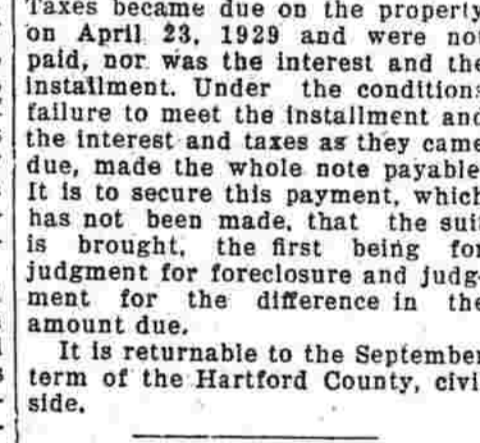 Taxes became due on the property
on April 23, 1929 and were not
paid, nor was the interest and the
installment. Under the conditions
failure to meet the installment and
the interest and taxes as they came
due, made the whole note payable.
It is to secure this payment, which
has not been made, that the suit
is brought, the first being for
judgment for foreclosure and judg-
ment for the difference in the
amount due.
It is returnable to the September
term of the Hartford County, civil
side.